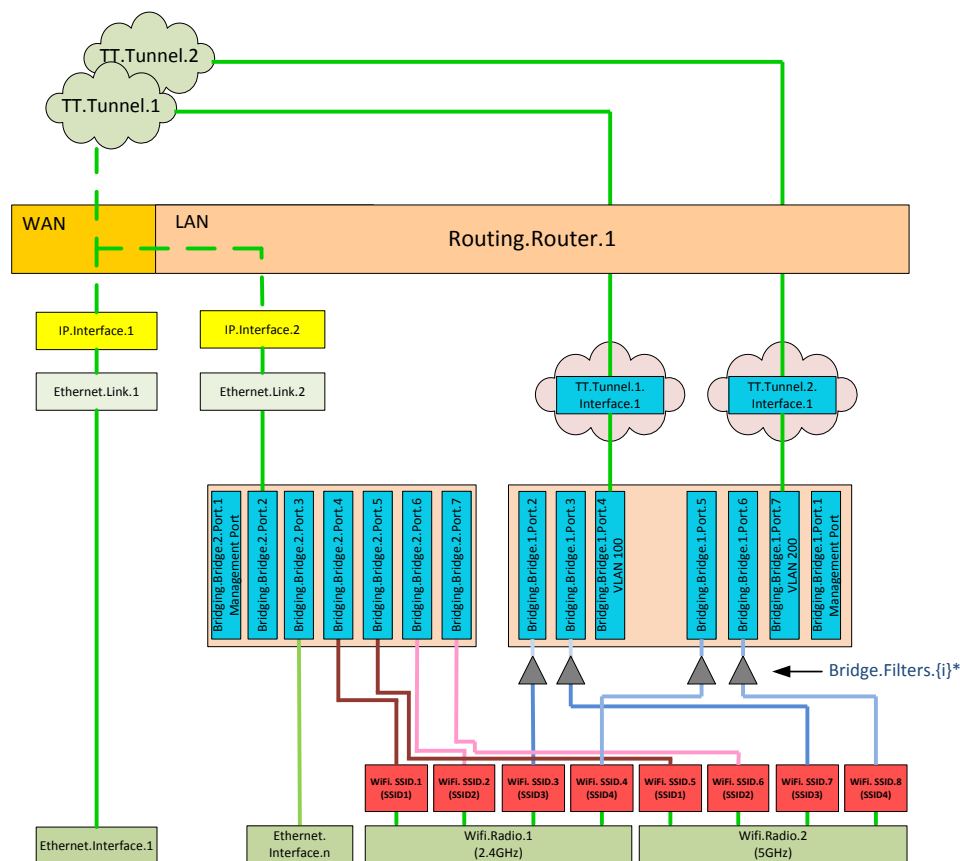 TT.Tunnel.2
TT.Tunnel.1
WAN
LAN
Routing.Router.1
IP.Interface.1
IP.Interface.2
Ethernet.Link.1
Ethernet.Link.2
TT.Tunnel.1.
Interface.1
TT.Tunnel.2.
Interface.1
Bridging.Bridge.2.Port.1
Management Port
Bridging.Bridge.2.Port.2
Bridging.Bridge.2.Port.3
Bridging.Bridge.2.Port.4
Bridging.Bridge.2.Port.5
Bridging.Bridge.2.Port.6
Bridging.Bridge.2.Port.7
Bridging.Bridge.1.Port.2
Bridging.Bridge.1.Port.3
Bridging.Bridge.1.Port.4
VLAN 100
Bridging.Bridge.1.Port.5
Bridging.Bridge.1.Port.6
Bridging.Bridge.1.Port.7
VLAN 200
Bridging.Bridge.1.Port.1
Management Port
Bridge.Filters.{i}*
WiFi. SSID.1
(SSID1)
WiFi. SSID.2
(SSID2)
WiFi. SSID.3
(SSID3)
WiFi. SSID.4
(SSID4)
WiFi. SSID.5
(SSID1)
WiFi. SSID.6
(SSID2)
WiFi. SSID.7
(SSID3)
WiFi. SSID.8
(SSID4)
Ethernet.Interface.1
Ethernet.
Interface.n
Wifi.Radio.1
(2.4GHz)
Wifi.Radio.2
(5GHz)